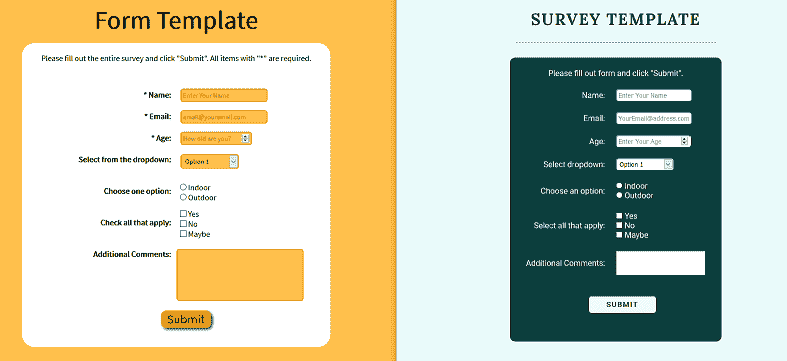 Form Template
Please fill out the entire survey and click "Submit". All items with "*" are required.
* Name:
Enter Your Name
* Email:
email@youremail.com
* Age:
How old are you?
Select from the dropdown:
Option 1
Choose one option:
Indoor
Outdoor
Check all that apply:
Yes
No
Maybe
Additional Comments:
Submit
SURVEY TEMPLATE
Please fill out form and click "Submit".
Name:
Enter Your Name
Email:
YourEmail@address.com
Age:
Enter Your Age
Select dropdown:
Option 1
Choose an option:
Indoor
Outdoor
Select all that apply:
Yes
No
Maybe
Additional Comments:
SUBMIT